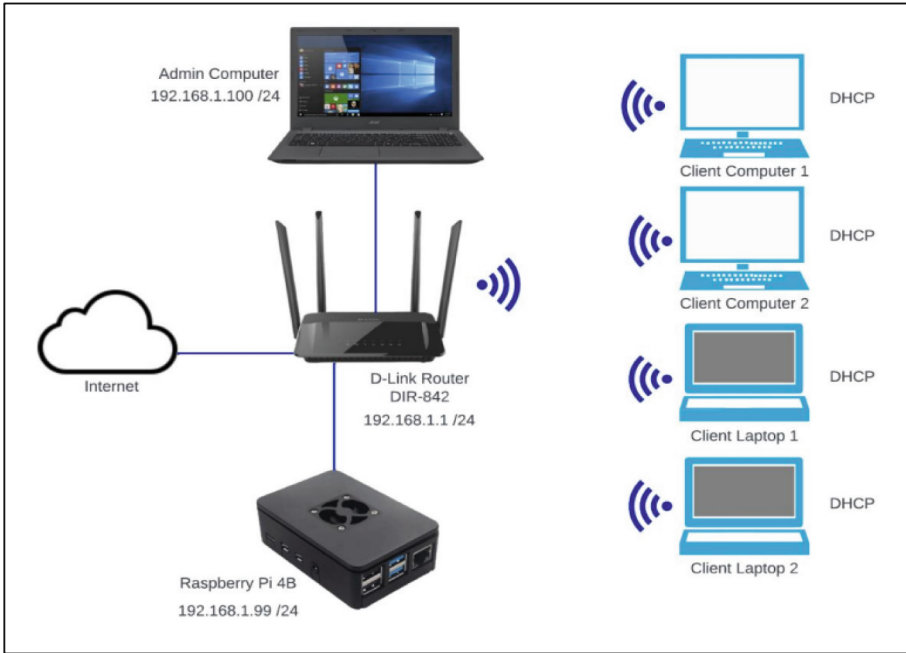 Admin Computer
192.168.1.100 /24
DHCP
Client Computer 1
DHCP
Client Computer 2
Internet
D-Link Router
DIR-842
192.168.1.1 /24
DHCP
Client Laptop 1
DHCP
Client Laptop 2
Raspberry Pi 4B
192.168.1.99 /24